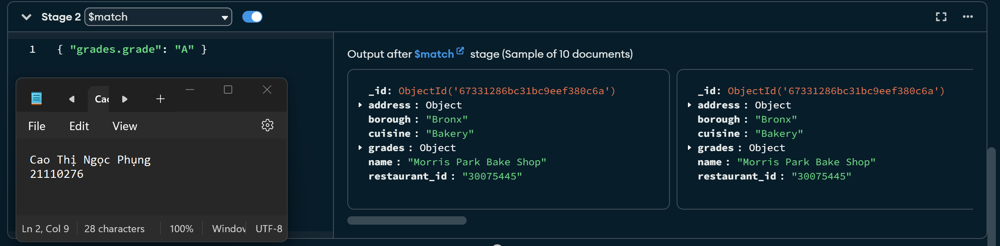 Stage 2 $match
1 { "grades.grade": "A" }
Output after $match stage (Sample of 10 documents)
_id: ObjectId('67331286bc31bc9eef380c6a')
address : Object
borough : "Bronx"
cuisine : "Bakery"
grades : Object
name : "Morris Park Bake Shop"
restaurant_id : "30075445"
_id: ObjectId('67331286bc31bc9eef380c6a')
address : Object
borough : "Bronx"
cuisine : "Bakery"
grades : Object
name : "Morris Park Bake Shop"
restaurant_id : "30075445"
File Edit View
Cao Thị Ngọc Phụng
21110276
Ln 2, Col 9 28 characters 100% UTF-8